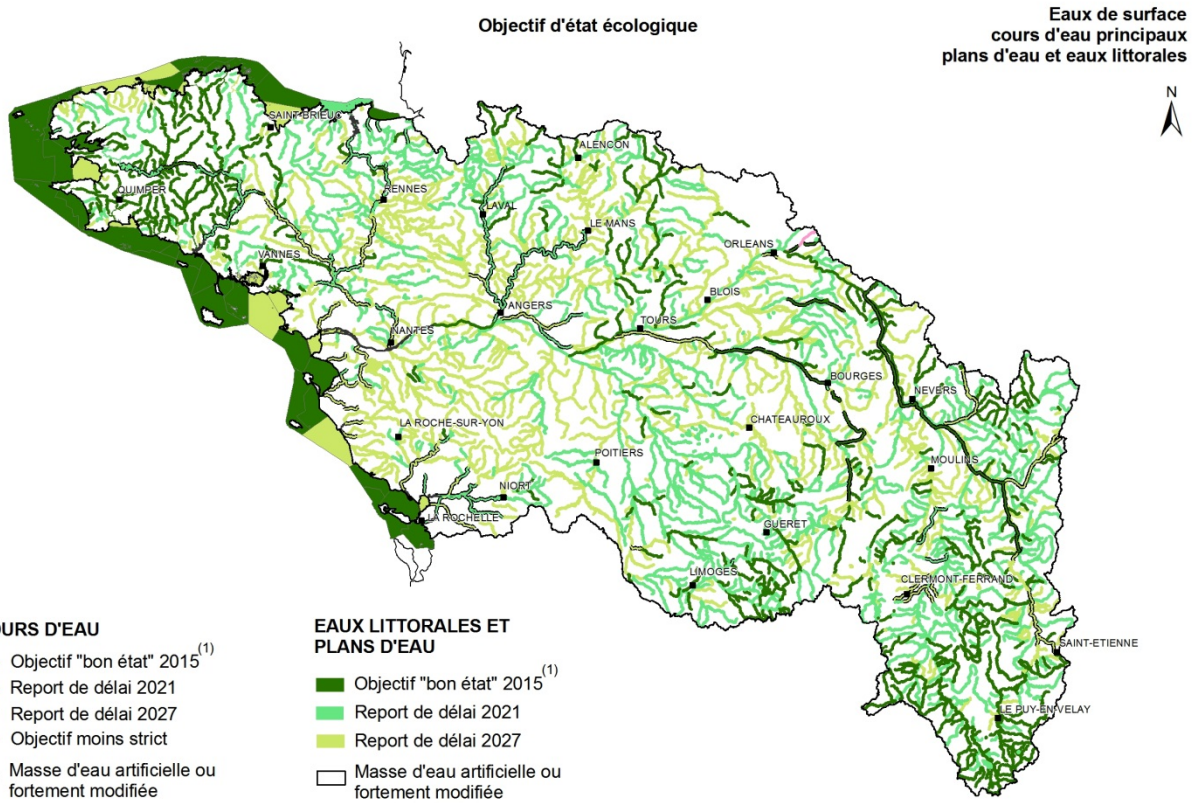 Objectif d'état écologique
Eaux de surface
cours d'eau principaux
plans d'eau et eaux littorales
N
SAINT-BRIEUC
ALENCON
QUIMPER
RENNES
LAVAL
LE MANS
ORLEANS
VANNES
BLOIS
ANGERS
TOURS
NANTES
BOURGES
NEVERS
LA ROCHE-SUR-YON
CHATEAUROUX
POITIERS
MOULINS
NIORT
LA ROCHELLE
GUERET
LIMOGES
CLERMONT-FERRAND
SAINT-ETIENNE
LE PUY-EN-VELAY
OURS D'EAU
Objectif "bon état" 2015(1)
Report de délai 2021
Report de délai 2027
Objectif moins strict
Masse d'eau artificielle ou
fortement modifiée
EAUX LITTORALES ET
PLANS D'EAU
Objectif "bon état" 2015(1)
Report de délai 2021
Report de délai 2027
Masse d'eau artificielle ou
fortement modifiée